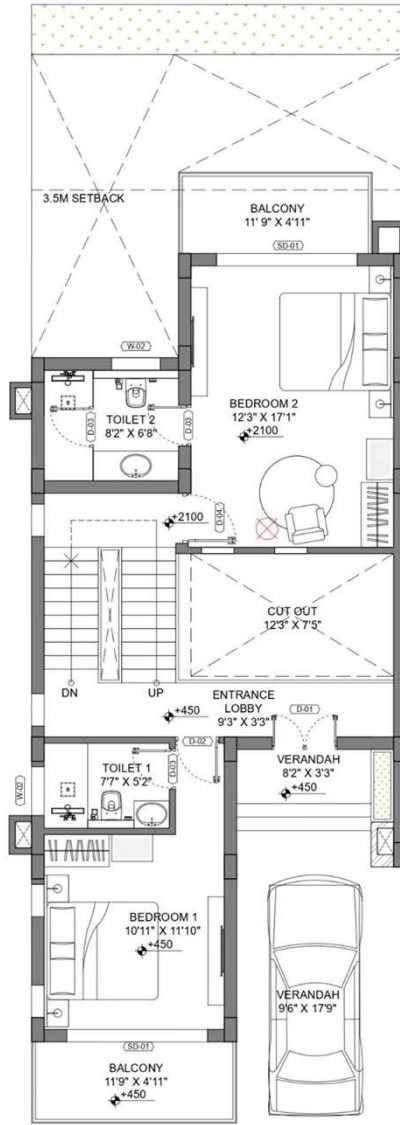 3.5M SETBACK
BALCONY
11' 9" X 4'11"
SD-01
W-02
BEDROOM 2
12'3" X 17'1"
+2100
TOILET 2
8'2" X 6'8"
D-03
D-03
D-04
+2100
CUT OUT
12'3" X 7'5"
DN
UP
ENTRANCE
LOBBY
9'3" X 3'3"
+450
D-01
D-02
TOILET 1
7'7" X 5'2"
D-03
W-02
VERANDAH
8'2" X 3'3"
+450
BEDROOM 1
10'11" X 11'10"
+450
VERANDAH
9'6" X 17'9"
SD-01
BALCONY
11'9" X 4'11"
+450